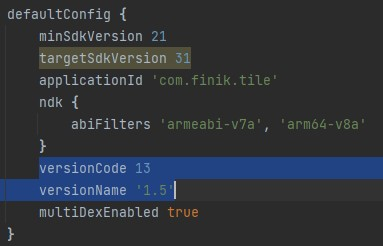 defaultConfig {
minSdkVersion 21
targetSdkVersion 31
applicationId 'com.finik.tile'
ndk {
abiFilters 'armeabi-v7a', 'arm64-v8a'
}
versionCode 13
versionName '1.5'
multiDexEnabled true
}